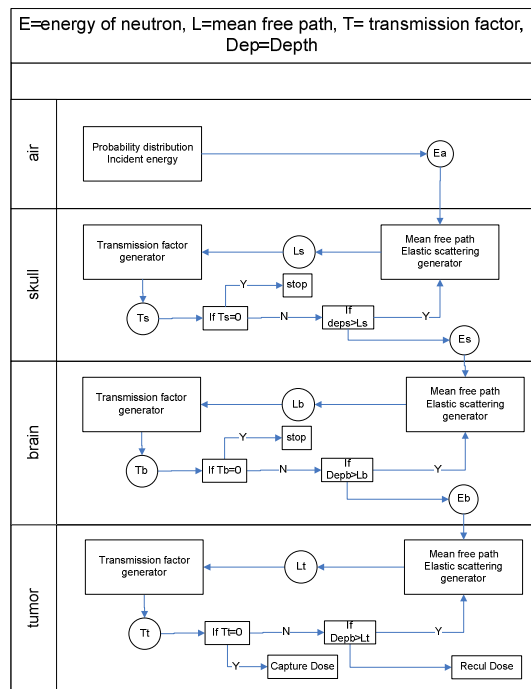 E=energy of neutron, L=mean free path, T= transmission factor,
Dep=Depth
air
Probability distribution
Incident energy
Ea
skull
Transmission factor
generator
Ls
Mean free path
Elastic scattering
generator
Y
stop
Ts
If Ts=0
N
If
deps>Ls
Y
Es
brain
Transmission factor
generator
Lb
Mean free path
Elastic scattering
generator
Y
stop
Tb
If Tb=0
N
If
Depb>Lb
Y
Eb
tumor
Transmission factor
generator
Lt
Mean free path
Elastic scattering
generator
Tt
If Tt=0
N
If
Depb>Lt
Y
Y
Capture Dose
Recul Dose